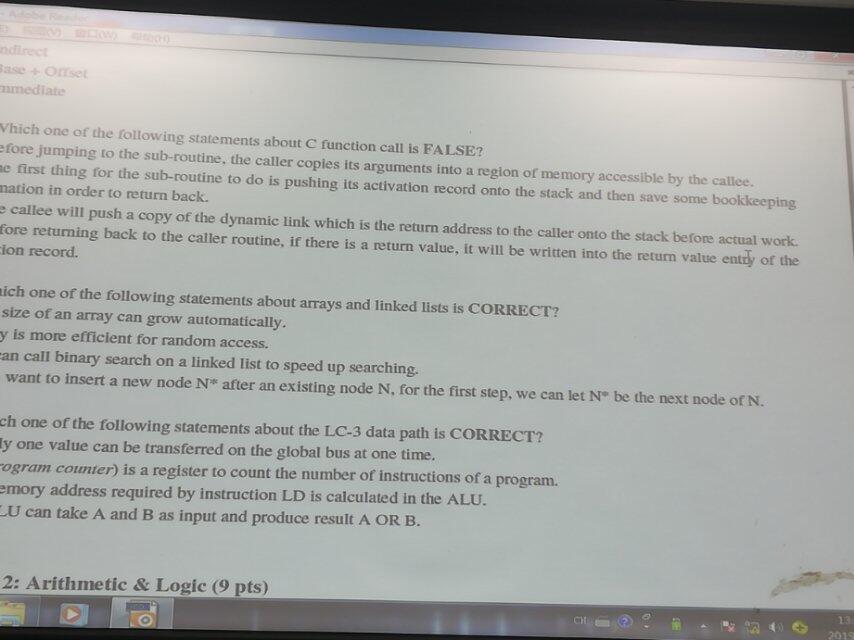 - Adobe Reader
ndirect
Base + Offset
mmediate
Which one of the following statements about C function call is FALSE?
efore jumping to the sub-routine, the caller copies its arguments into a region of memory accessible by the callee.
he first thing for the sub-routine to do is pushing its activation record onto the stack and then save some bookkeeping
mation in order to return back.
e callee will push a copy of the dynamic link which is the return address to the caller onto the stack before actual work.
fore returning back to the caller routine, if there is a return value, it will be written into the return value entry of the
tion record.
hich one of the following statements about arrays and linked lists is CORRECT?
size of an array can grow automatically.
y is more efficient for random access.
an call binary search on a linked list to speed up searching.
want to insert a new node N* after an existing node N, for the first step, we can let N* be the next node of N.
ch one of the following statements about the LC-3 data path is CORRECT?
ly one value can be transferred on the global bus at one time.
rogram counter) is a register to count the number of instructions of a program.
emory address required by instruction LD is calculated in the ALU.
LU can take A and B as input and produce result A OR B.
2: Arithmetic & Logic (9 pts)
CH
13
201